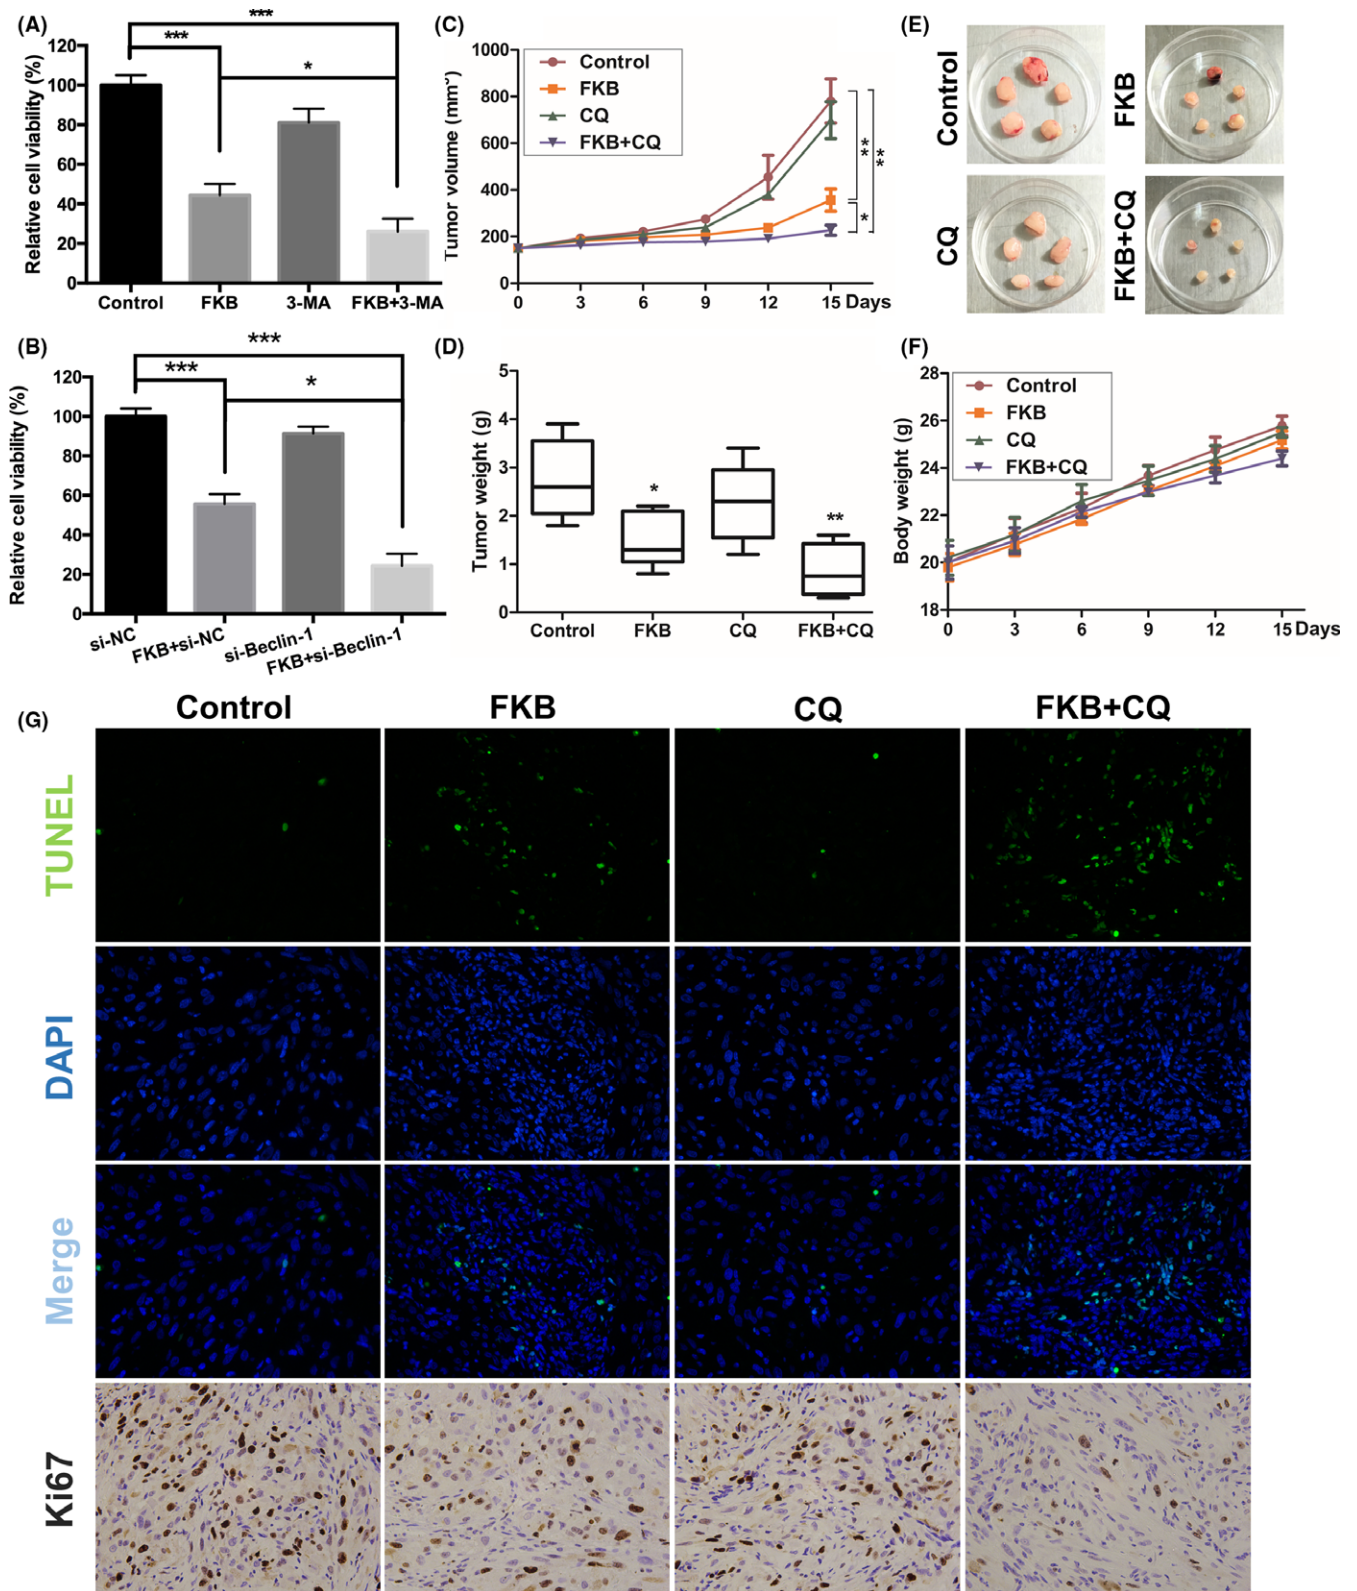 (A)
***
***
*
Relative cell viability (%)
120
100
80
60
40
20
0
Control FKB 3-MA FKB+3-MA
(B)
***
***
*
Relative cell viability (%)
120
100
80
60
40
20
0
si-NC
FKB+si-NC
si-Beclin-1
FKB+si-Beclin-1
(C)
Tumor volume (mm³)
1000
800
600
400
200
0
Control
FKB
CQ
FKB+CQ
**
**
*
0 3 6 9 12 15 Days
(D)
Tumor weight (g)
5
4
3
2
1
0
*
**
Control FKB CQ FKB+CQ
(E)
Control
FKB
CQ
FKB+CQ
(F)
Body weight (g)
28
26
24
22
20
18
Control
FKB
CQ
FKB+CQ
0 3 6 9 12 15 Days
(G)
Control FKB CQ FKB+CQ
TUNEL
DAPI
Merge
Ki67